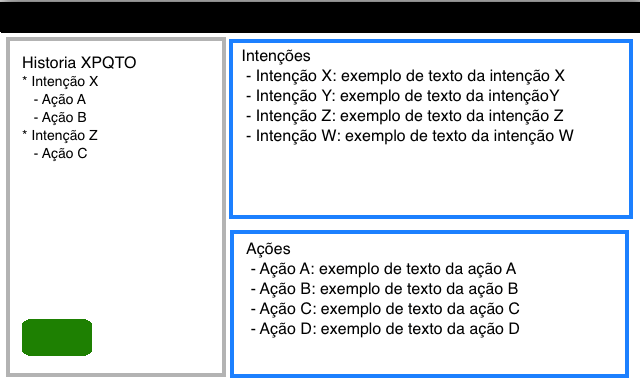 Historia XPQTO
* Intenção X
- Ação A
- Ação B
* Intenção Z
- Ação C
Intenções
- Intenção X: exemplo de texto da intenção X
- Intenção Y: exemplo de texto da intençãoY
- Intenção Z: exemplo de texto da intenção Z
- Intenção W: exemplo de texto da intenção W
Ações
- Ação A: exemplo de texto da ação A
- Ação B: exemplo de texto da ação B
- Ação C: exemplo de texto da ação C
- Ação D: exemplo de texto da ação D